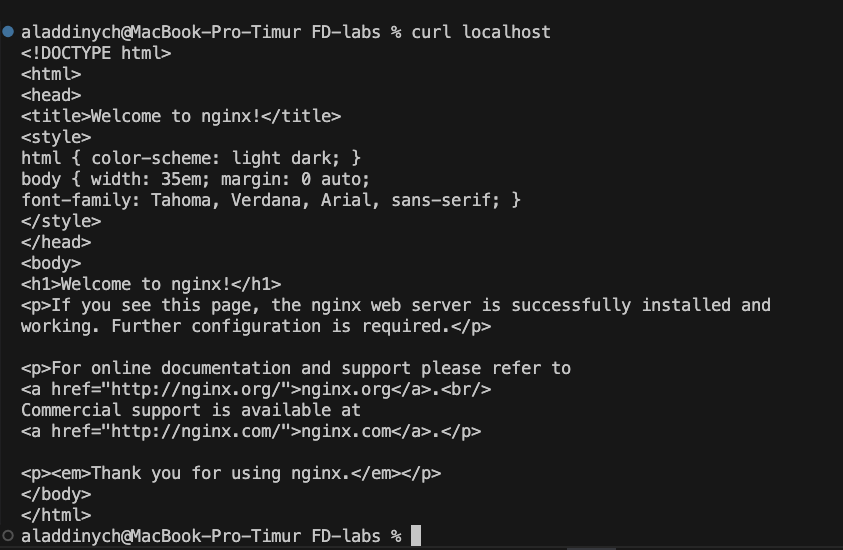 aladdinych@MacBook-Pro-Timur FD-labs % curl localhost
<!DOCTYPE html>
<html>
<head>
<title>Welcome to nginx!</title>
<style>
html { color-scheme: light dark; }
body { width: 35em; margin: 0 auto;
font-family: Tahoma, Verdana, Arial, sans-serif; }
</style>
</head>
<body>
<h1>Welcome to nginx!</h1>
<p>If you see this page, the nginx web server is successfully installed and
working. Further configuration is required.</p>

<p>For online documentation and support please refer to
<a href="http://nginx.org/">nginx.org</a>.<br/>
Commercial support is available at
<a href="http://nginx.com/">nginx.com</a>.</p>

<p><em>Thank you for using nginx.</em></p>
</body>
</html>
aladdinych@MacBook-Pro-Timur FD-labs %